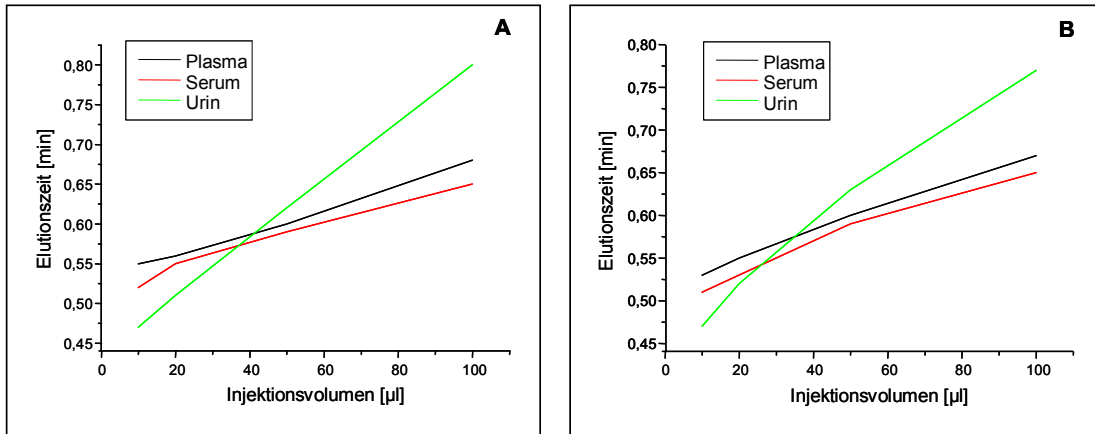 A
Plasma
Serum
Urin
0,80
0,75
0,70
0,65
0,60
0,55
0,50
0,45
Elutionszeit [min]
0 20 40 60 80 100
Injektionsvolumen [µl]
B
Plasma
Serum
Urin
0,80
0,75
0,70
0,65
0,60
0,55
0,50
0,45
Elutionszeit [min]
0 20 40 60 80 100
Injektionsvolumen [µl]